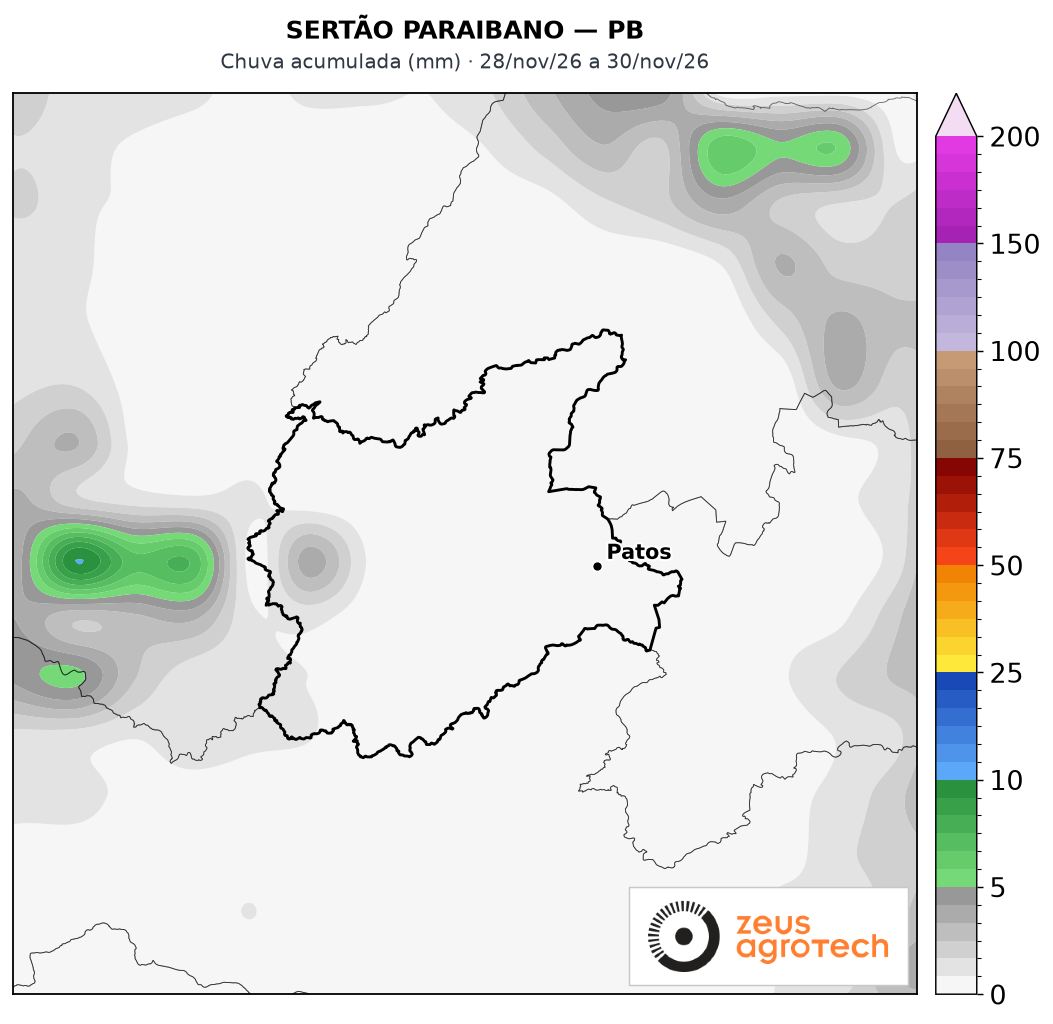 SERTÃO PARAIBANO — PB
Chuva acumulada (mm) · 28/nov/26 a 30/nov/26
200
150
100
75
50
25
10
5
0
Patos
zeus
agrotech